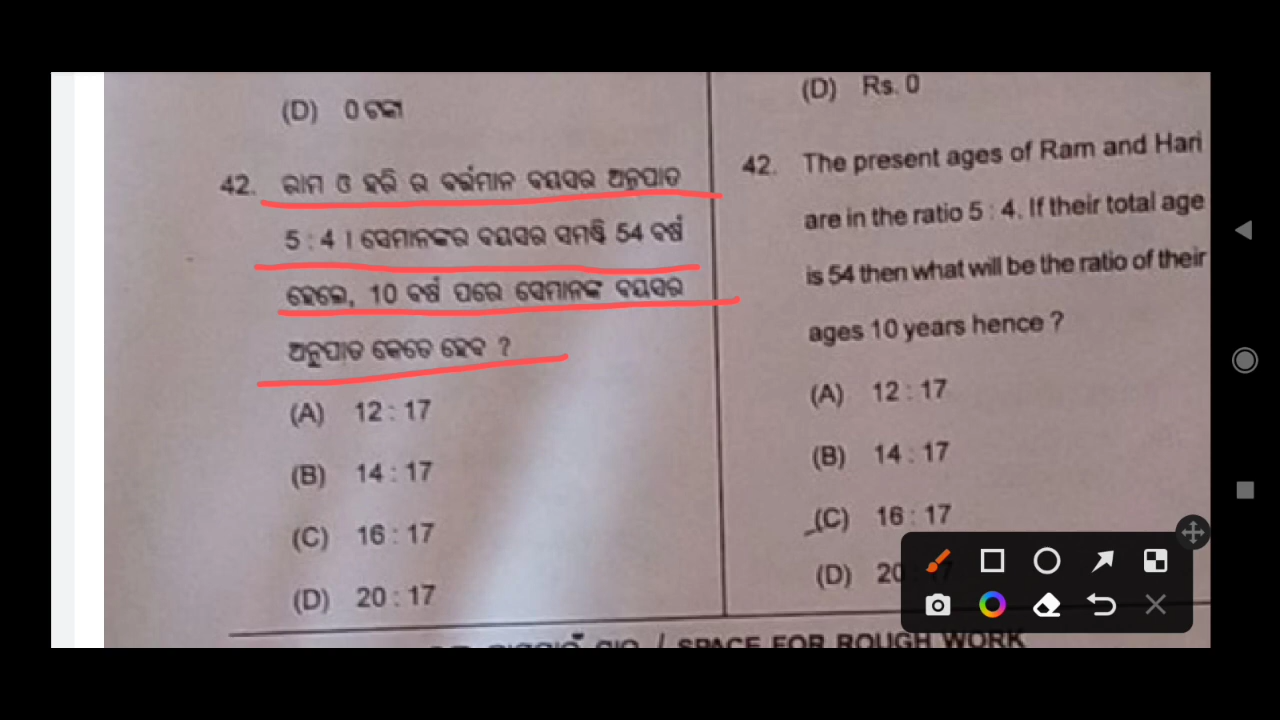 (D) 0 ଟଙ୍କା
42. ରାମ ଓ ହରି ର ବର୍ତ୍ତମାନ ବୟସର ଅନୁପାତ
5 : 4 । ସେମାନଙ୍କର ବୟସର ସମଷ୍ଟି 54 ବର୍ଷ
ହେଲେ, 10 ବର୍ଷ ପରେ ସେମାନଙ୍କ ବୟସର
ଅନୁପାତ କେତେ ହେବ ?
(A) 12 : 17
(B) 14 : 17
(C) 16 : 17
(D) 20 : 17
(D) Rs. 0
42. The present ages of Ram and Hari
are in the ratio 5 : 4. If their total age
is 54 then what will be the ratio of their
ages 10 years hence ?
(A) 12 : 17
(B) 14 : 17
(C) 16 : 17
(D) 20
/ SPACE FOR ROUGH WORK